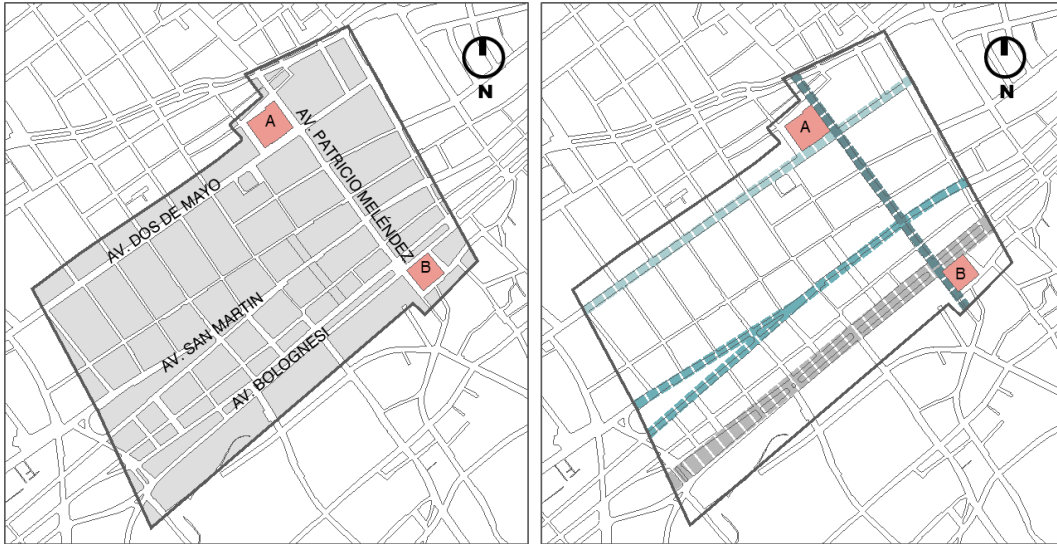 N
A
AV. PATRICIO MELÉNDEZ
AV. DOS DE MAYO
B
AV. SAN MARTIN
AV. BOLOGNESI
N
A
B